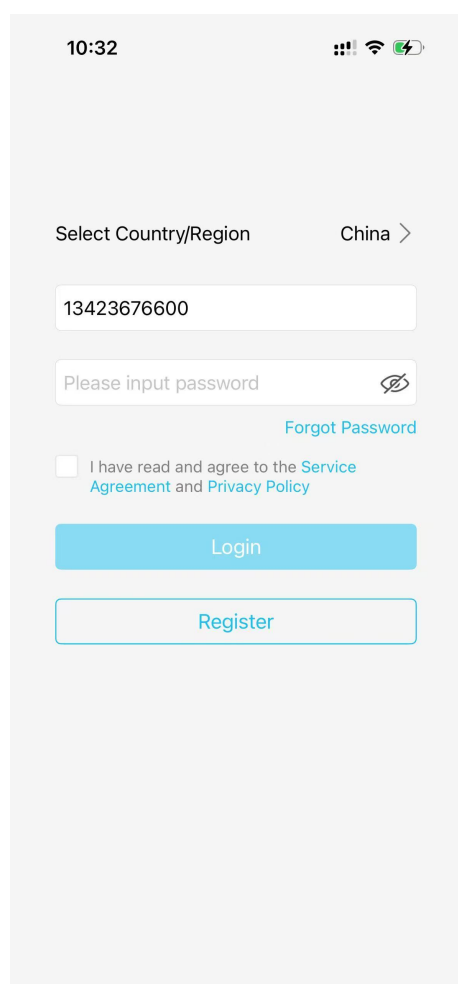 10:32
Select Country/Region China
13423676600
Please input password
Forgot Password
I have read and agree to the Service
Agreement and Privacy Policy
Login
Register